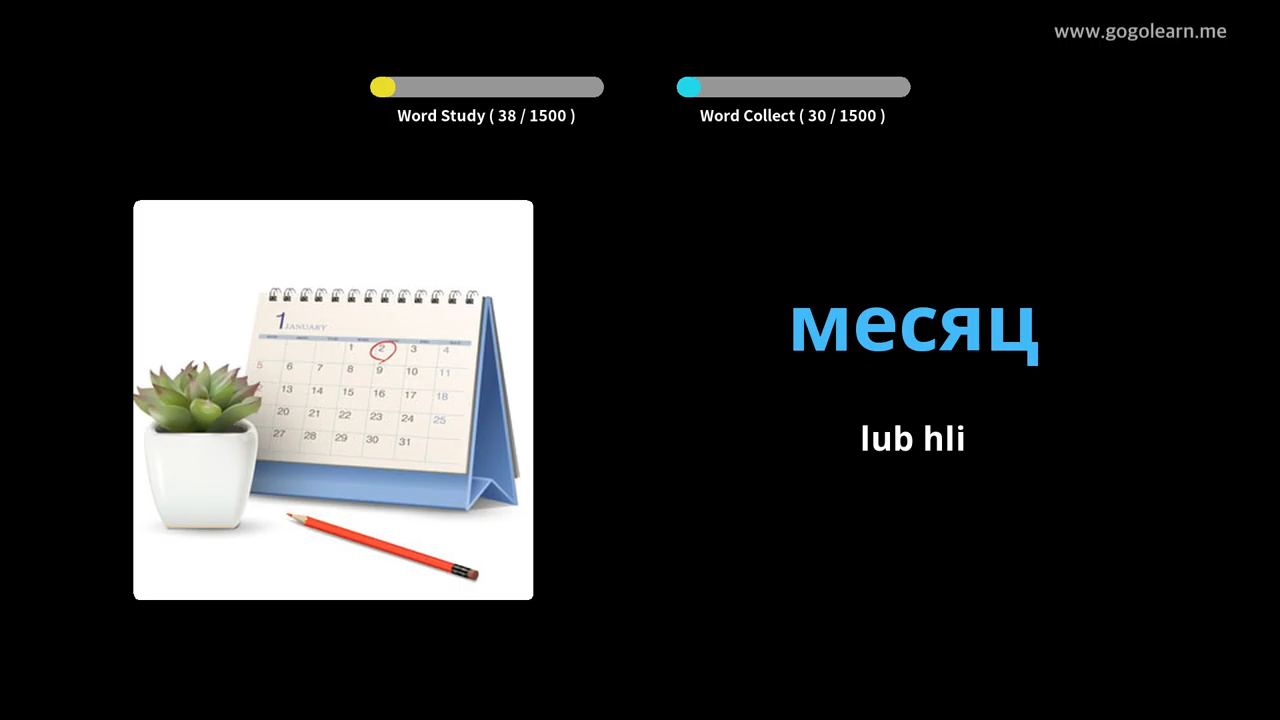 www.gogolearn.me
Word Study ( 38 / 1500 )
Word Collect ( 30 / 1500 )
1 JANUARY
1 2 3 4
5 6 7 8 9 10 11
13 14 15 16 17 18
20 21 22 23 24 25
27 28 29 30 31
месяц
lub hli